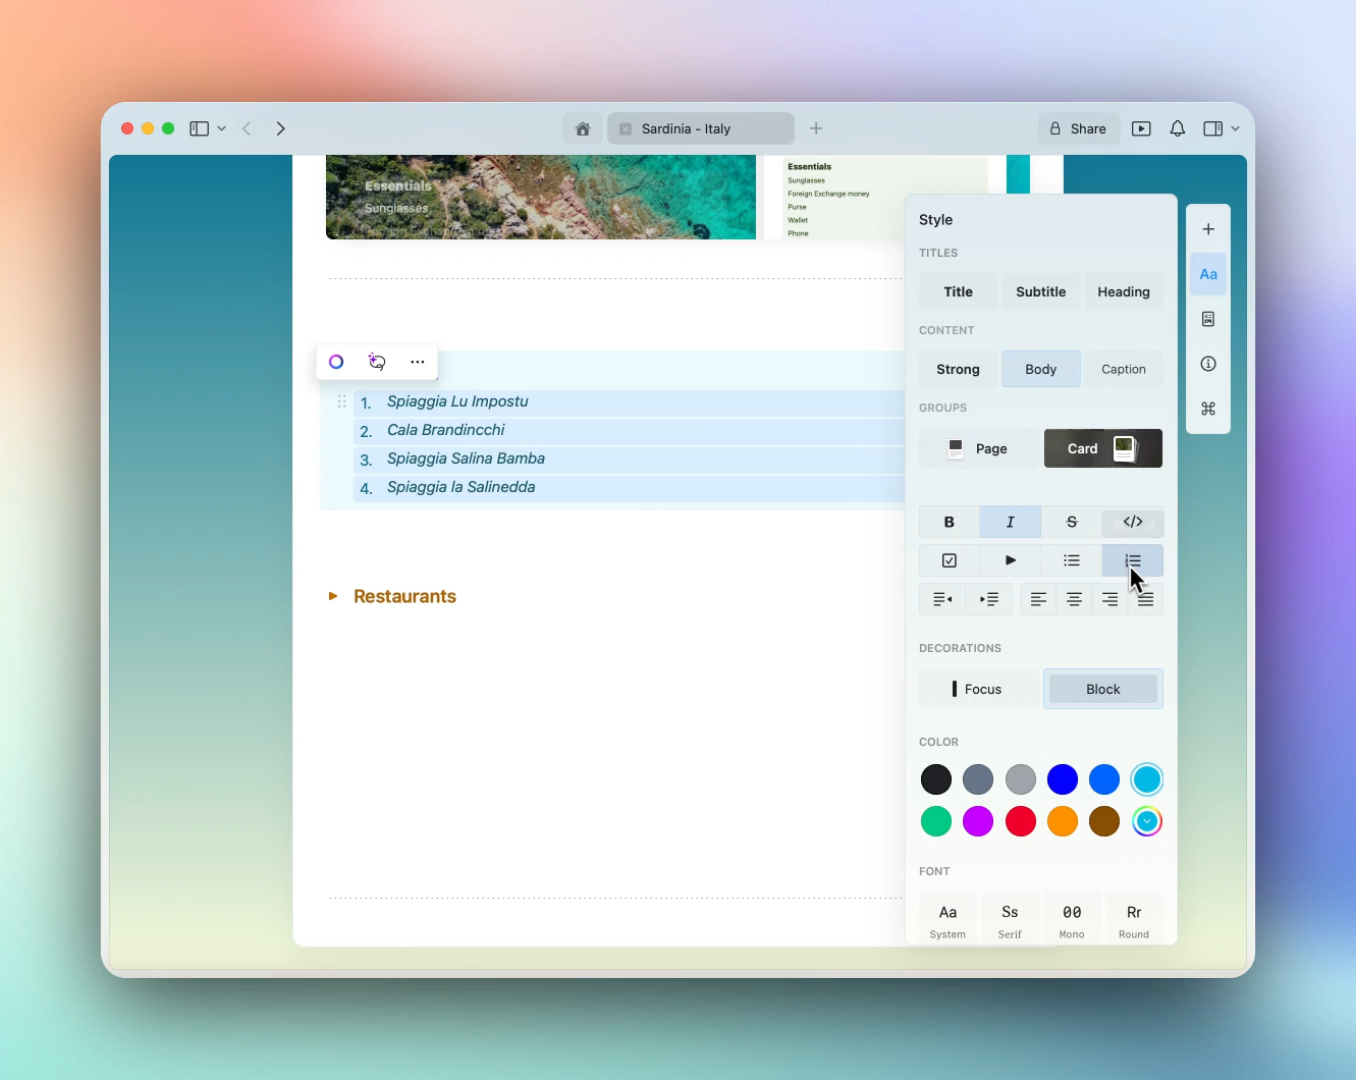 Sardinia - Italy
Share
Essentials
Sunglasses
Essentials
Sunglasses
Foreign Exchange money
Purse
Wallet
Phone
1. Spiaggia Lu Impostu
2. Cala Brandincchi
3. Spiaggia Salina Bamba
4. Spiaggia la Salinedda
Restaurants
Style
TITLES
Title Subtitle Heading
CONTENT
Strong Body Caption
GROUPS
Page Card
B I S </>
DECORATIONS
Focus Block
COLOR
FONT
Aa Ss 00 Rr
System Serif Mono Round
Aa